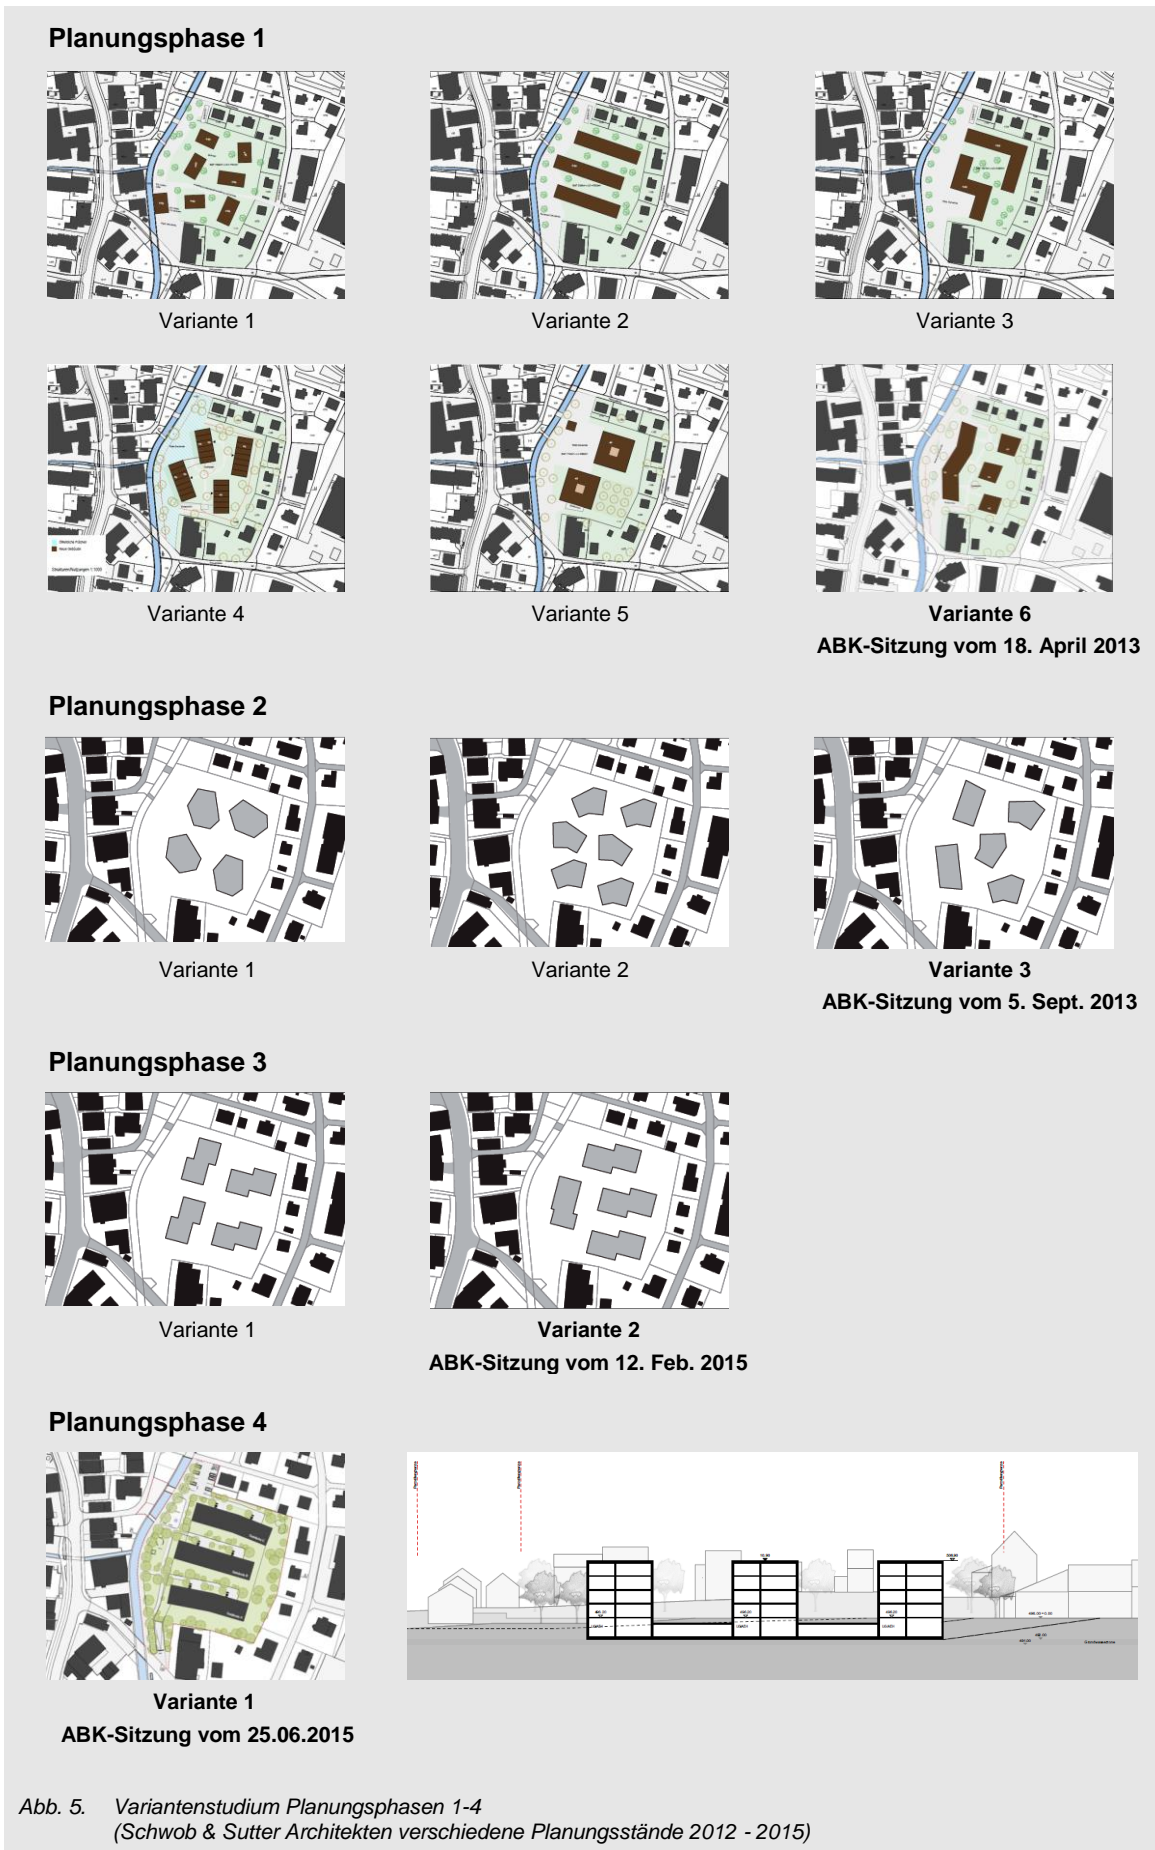 Planungsphase 1
Variante 1
Variante 2
Variante 3
Variante 4
Variante 5
Variante 6
ABK-Sitzung vom 18. April 2013
Planungsphase 2
Variante 1
Variante 2
Variante 3
ABK-Sitzung vom 5. Sept. 2013
Planungsphase 3
Variante 1
Variante 2
ABK-Sitzung vom 12. Feb. 2015
Planungsphase 4
Variante 1
ABK-Sitzung vom 25.06.2015
Abb. 5. Variantenstudium Planungsphasen 1-4
(Schwob & Sutter Architekten verschiedene Planungsstände 2012 - 2015)